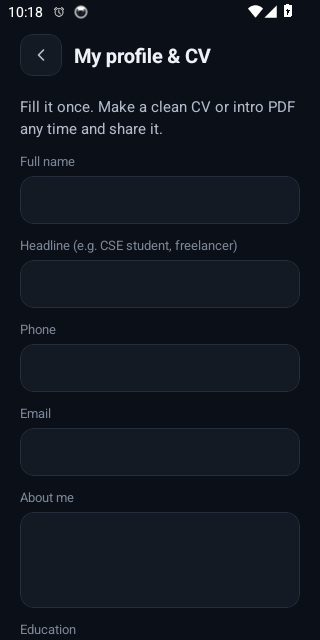 10:18
My profile & CV
Fill it once. Make a clean CV or intro PDF
any time and share it.
Full name
Headline (e.g. CSE student, freelancer)
Phone
Email
About me
Education